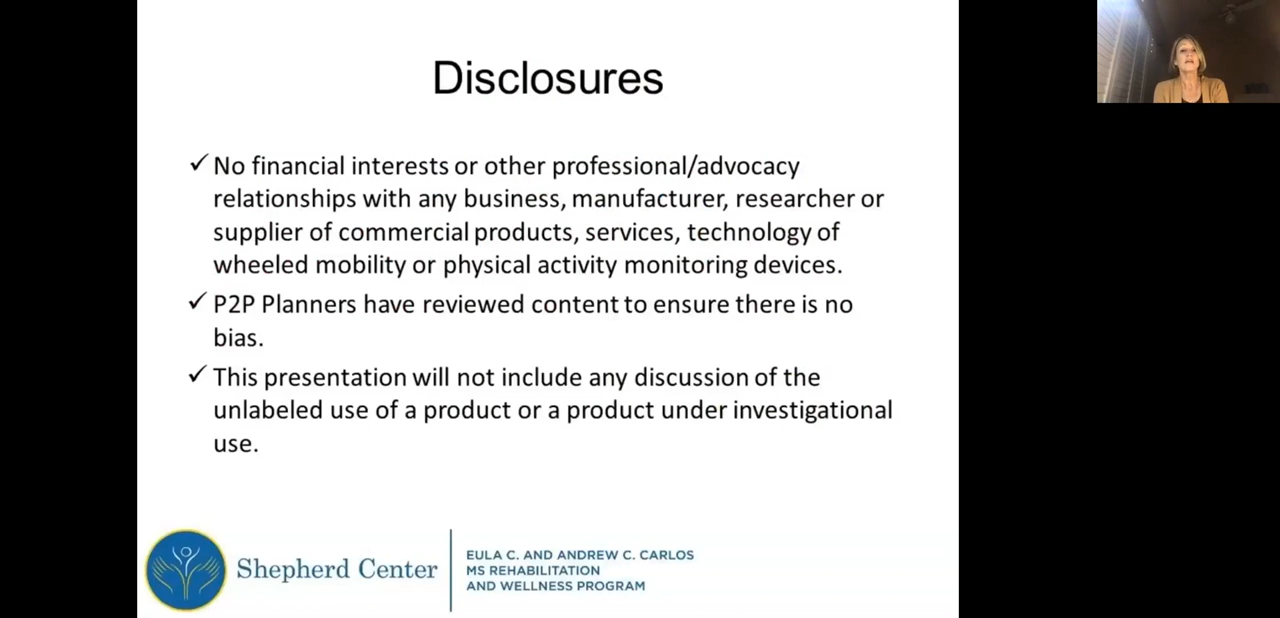 Disclosures
✓ No financial interests or other professional/advocacy
relationships with any business, manufacturer, researcher or
supplier of commercial products, services, technology of
wheeled mobility or physical activity monitoring devices.
✓ P2P Planners have reviewed content to ensure there is no
bias.
✓ This presentation will not include any discussion of the
unlabeled use of a product or a product under investigational
use.
Shepherd Center
EULA C. AND ANDREW C. CARLOS
MS REHABILITATION
AND WELLNESS PROGRAM